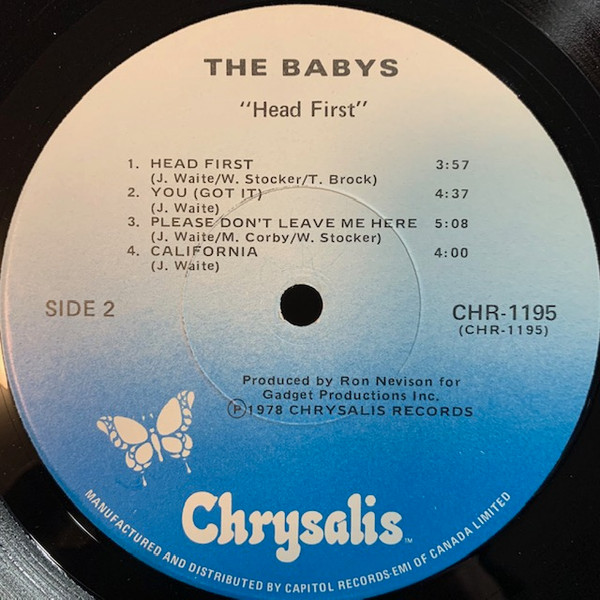 THE BABYS
"Head First"
1. HEAD FIRST 3:57
(J. Waite/W. Stocker/T. Brock)
2. YOU (GOT IT) 4:37
(J. Waite)
3. PLEASE DON'T LEAVE ME HERE 5:08
(J. Waite/M. Corby/W. Stocker)
4. CALIFORNIA 4:00
(J. Waite)
SIDE 2
CHR-1195
(CHR-1195)
Produced by Ron Nevison for
Gadget Productions Inc.
Ⓟ1978 CHRYSALIS RECORDS
Chrysalis™
MANUFACTURED AND DISTRIBUTED BY CAPITOL RECORDS-EMI OF CANADA LIMITED